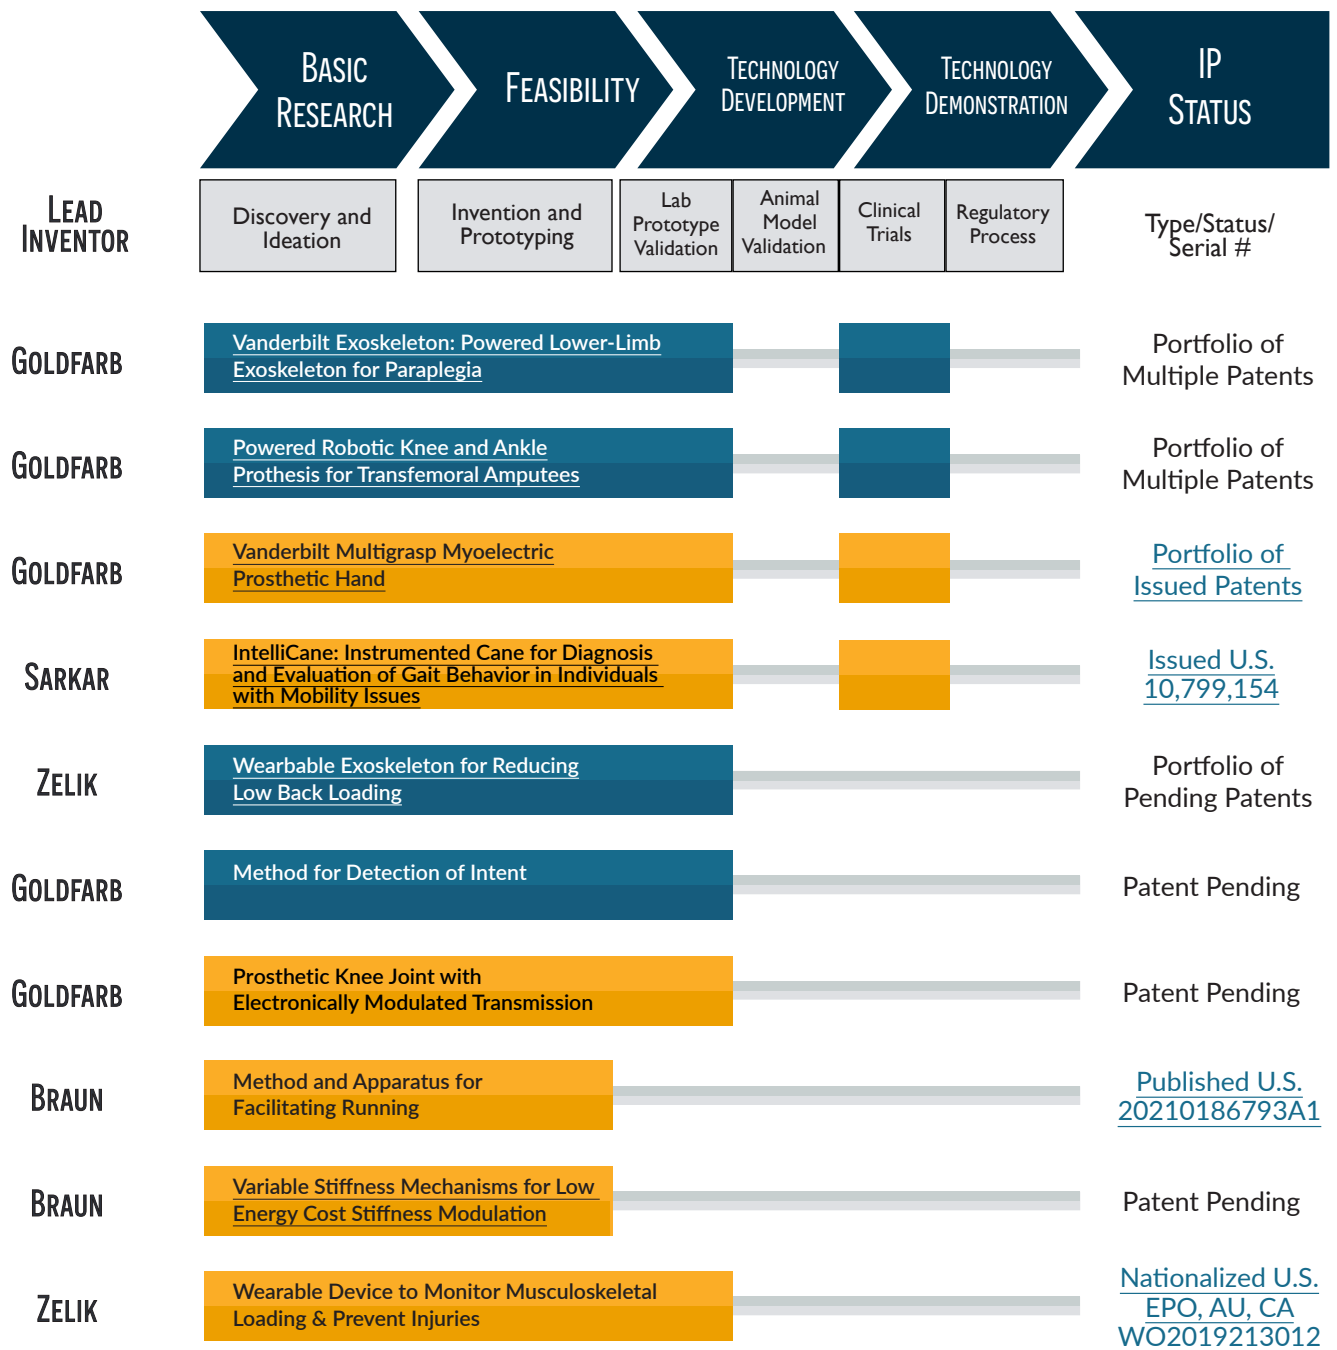 BASIC
RESEARCH
FEASIBILITY
TECHNOLOGY
DEVELOPMENT
TECHNOLOGY
DEMONSTRATION
IP
STATUS
LEAD
INVENTOR
Discovery and
Ideation
Invention and
Prototyping
Lab
Prototype
Validation
Animal
Model
Validation
Clinical
Trials
Regulatory
Process
Type/Status/
Serial #
GOLDFARB
Vanderbilt Exoskeleton: Powered Lower-Limb
Exoskeleton for Paraplegia
Portfolio of
Multiple Patents
GOLDFARB
Powered Robotic Knee and Ankle
Prothesis for Transfemoral Amputees
Portfolio of
Multiple Patents
GOLDFARB
Vanderbilt Multigrasp Myoelectric
Prosthetic Hand
Portfolio of
Issued Patents
SARKAR
IntelliCane: Instrumented Cane for Diagnosis
and Evaluation of Gait Behavior in Individuals
with Mobility Issues
Issued U.S.
10,799,154
ZELIK
Wearbable Exoskeleton for Reducing
Low Back Loading
Portfolio of
Pending Patents
GOLDFARB
Method for Detection of Intent
Patent Pending
GOLDFARB
Prosthetic Knee Joint with
Electronically Modulated Transmission
Patent Pending
BRAUN
Method and Apparatus for
Facilitating Running
Published U.S.
20210186793A1
BRAUN
Variable Stiffness Mechanisms for Low
Energy Cost Stiffness Modulation
Patent Pending
ZELIK
Wearable Device to Monitor Musculoskeletal
Loading & Prevent Injuries
Nationalized U.S.
EPO, AU, CA
WO2019213012